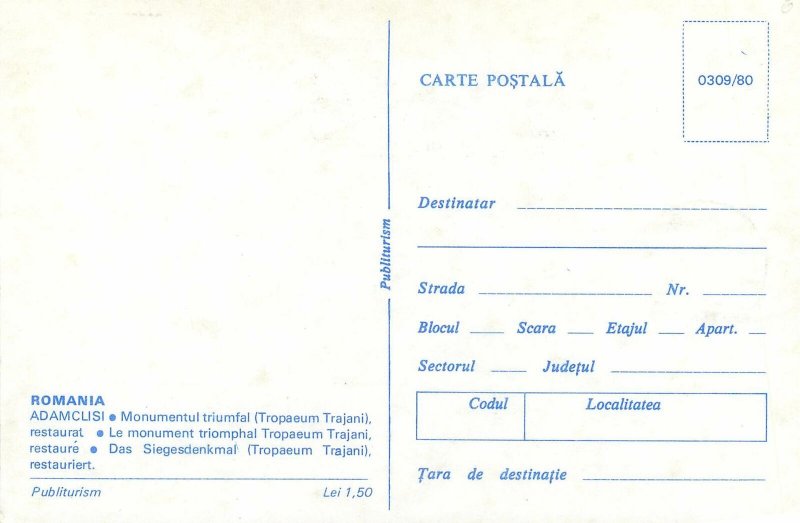 CARTE POȘTALĂ
0309/80
Destinatar
Publiturism
Strada Nr.
Blocul Scara Etajul Apart.
Sectorul Județul
Codul Localitatea
Țara de destinație
ROMANIA
ADAMCLISI ● Monumentul triumfal (Tropaeum Trajani),
restaurat ● Le monument triomphal Tropaeum Trajani,
restauré ● Das Siegesdenkmal (Tropaeum Trajani),
restauriert.
Publiturism Lei 1,50